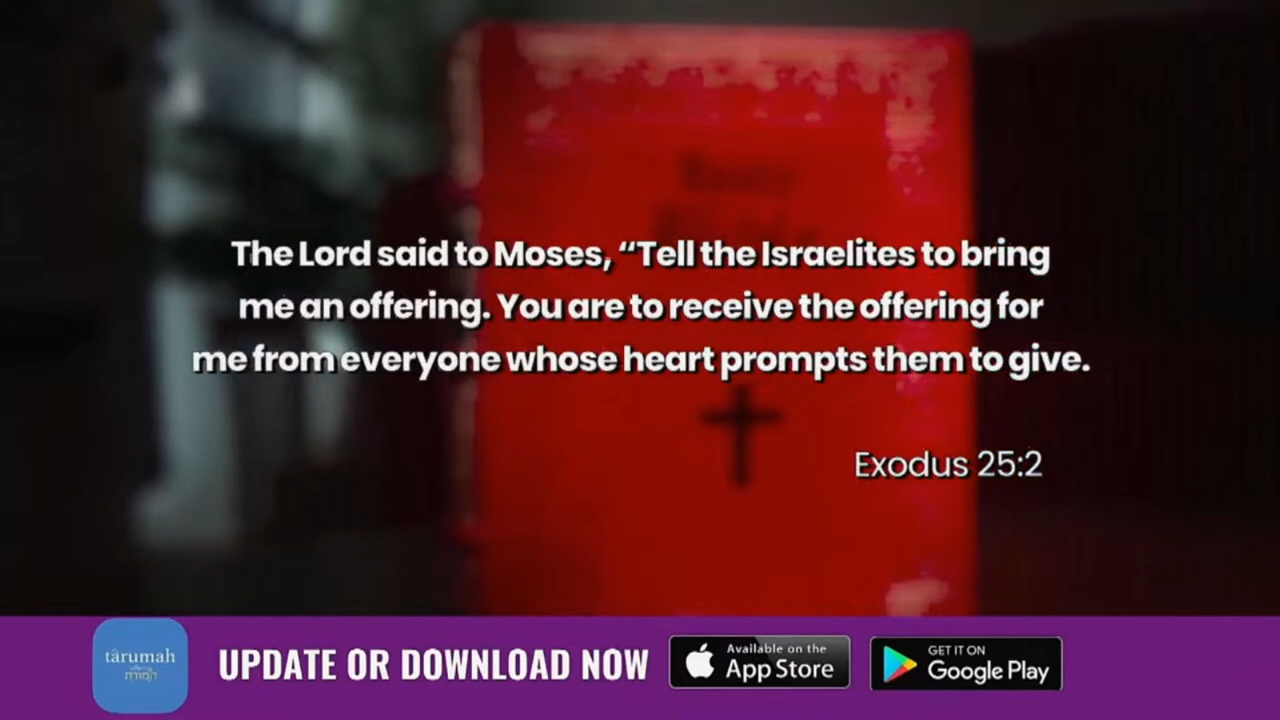 The Lord said to Moses, “Tell the Israelites to bring
me an offering. You are to receive the offering for
me from everyone whose heart prompts them to give.
Exodus 25:2
tārumah
UPDATE OR DOWNLOAD NOW
Available on the
App Store
GET IT ON
Google Play